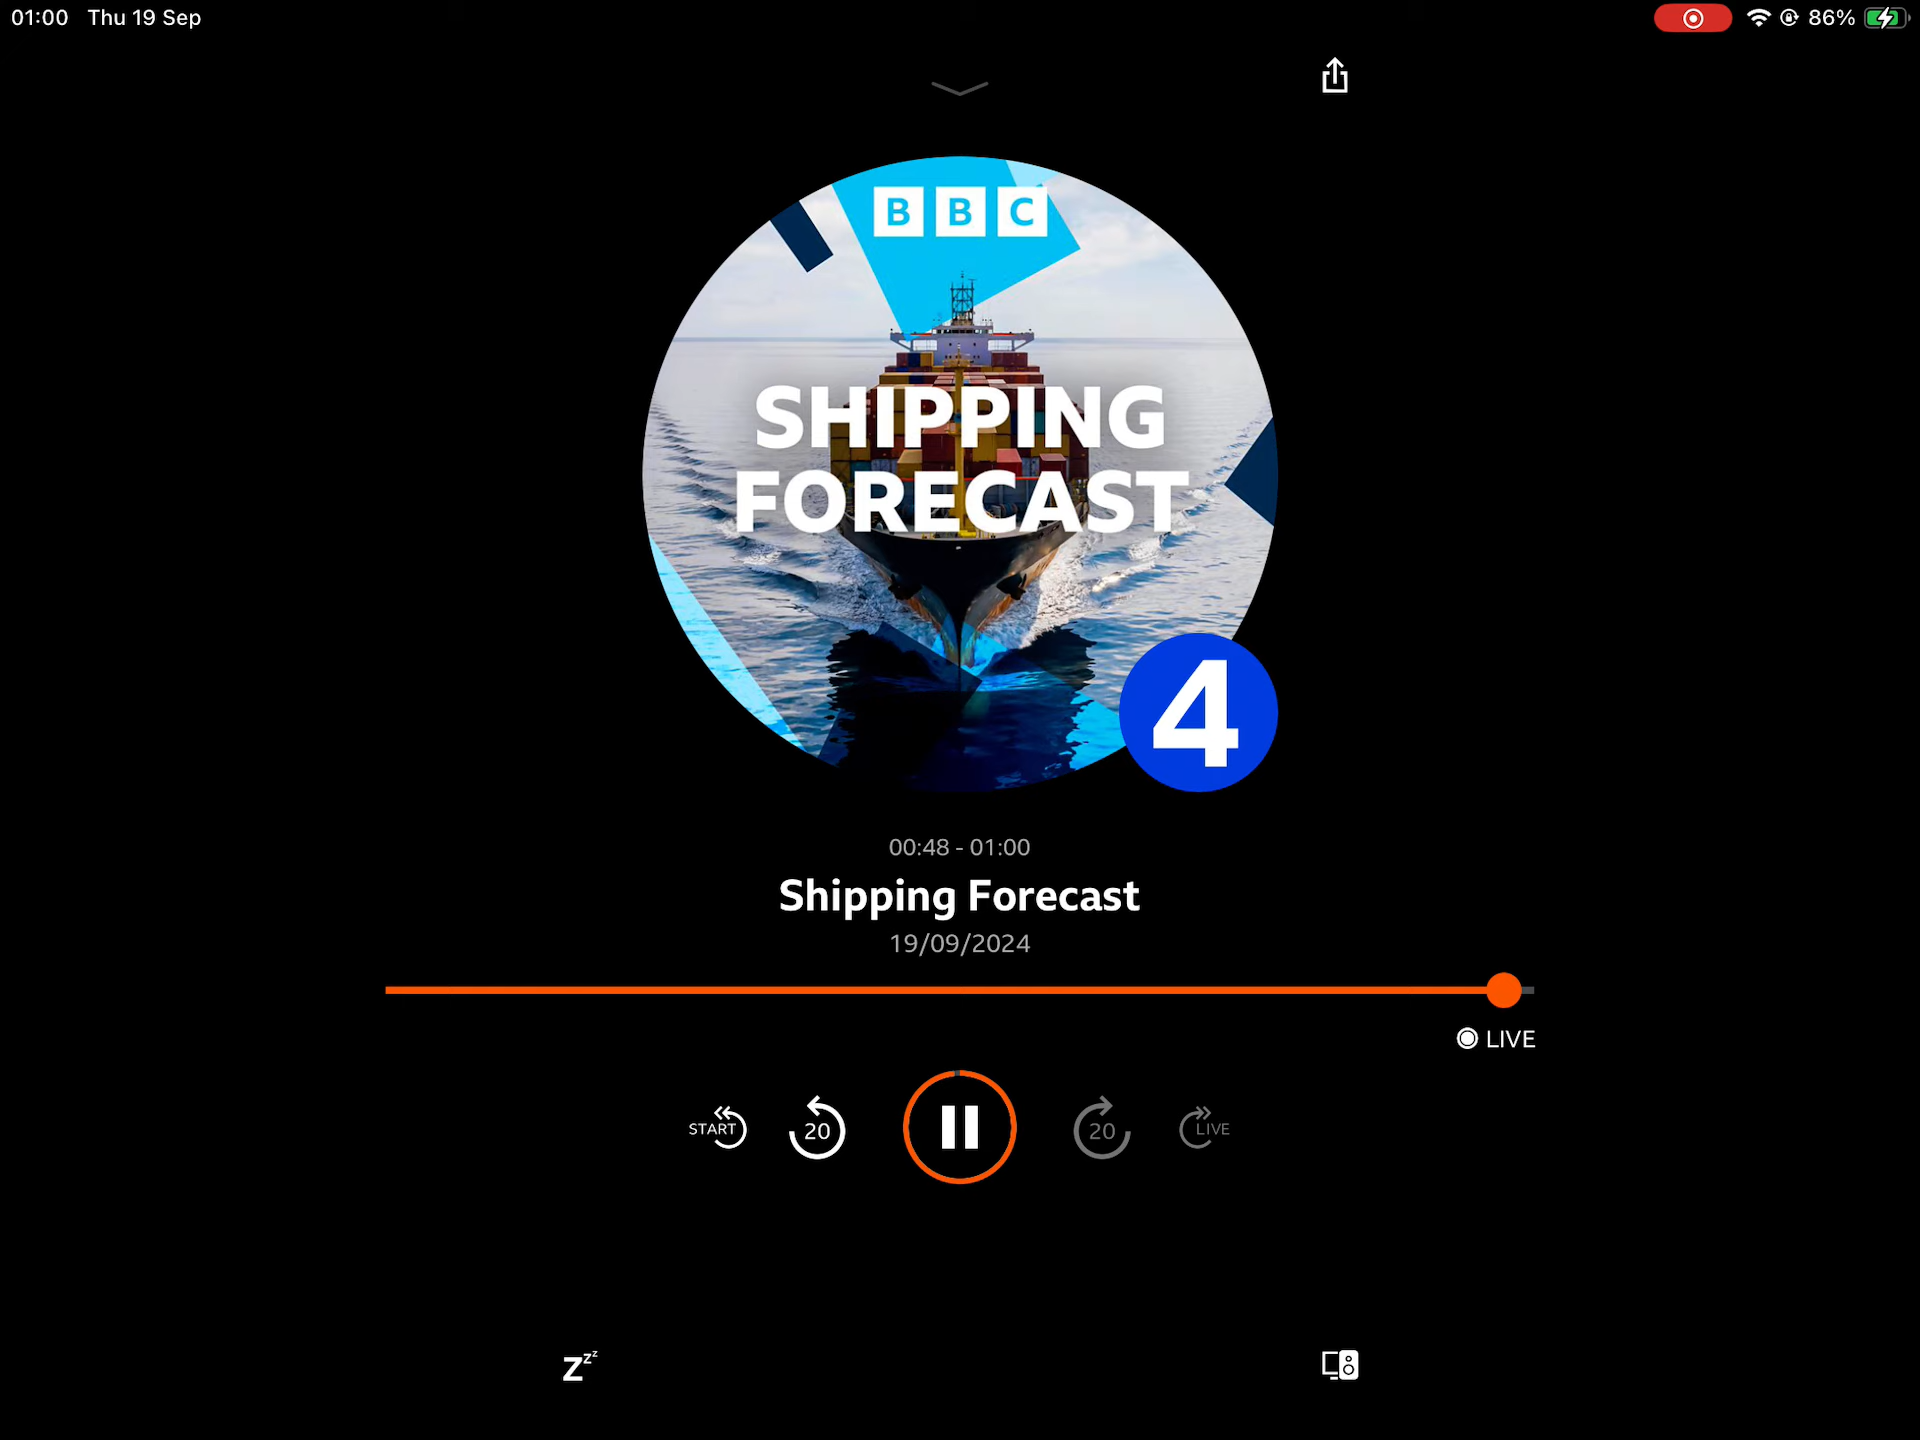 01:00 Thu 19 Sep
86%
BBC
SHIPPING
FORECAST
4
00:48 - 01:00
Shipping Forecast
19/09/2024
LIVE
START 20 20 LIVE
Zzz